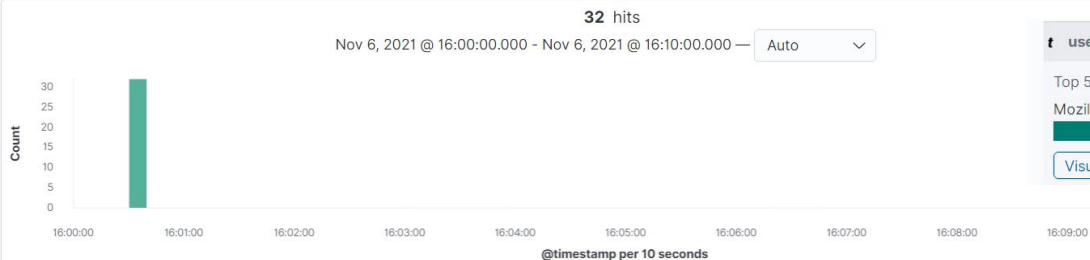 32 hits
Nov 6, 2021 @ 16:00:00.000 - Nov 6, 2021 @ 16:10:00.000 — Auto
t use
Top 5
Mozil
Visu
Count
30
25
20
15
10
5
0
16:00:00 16:01:00 16:02:00 16:03:00 16:04:00 16:05:00 16:06:00 16:07:00 16:08:00 16:09:00
@timestamp per 10 seconds